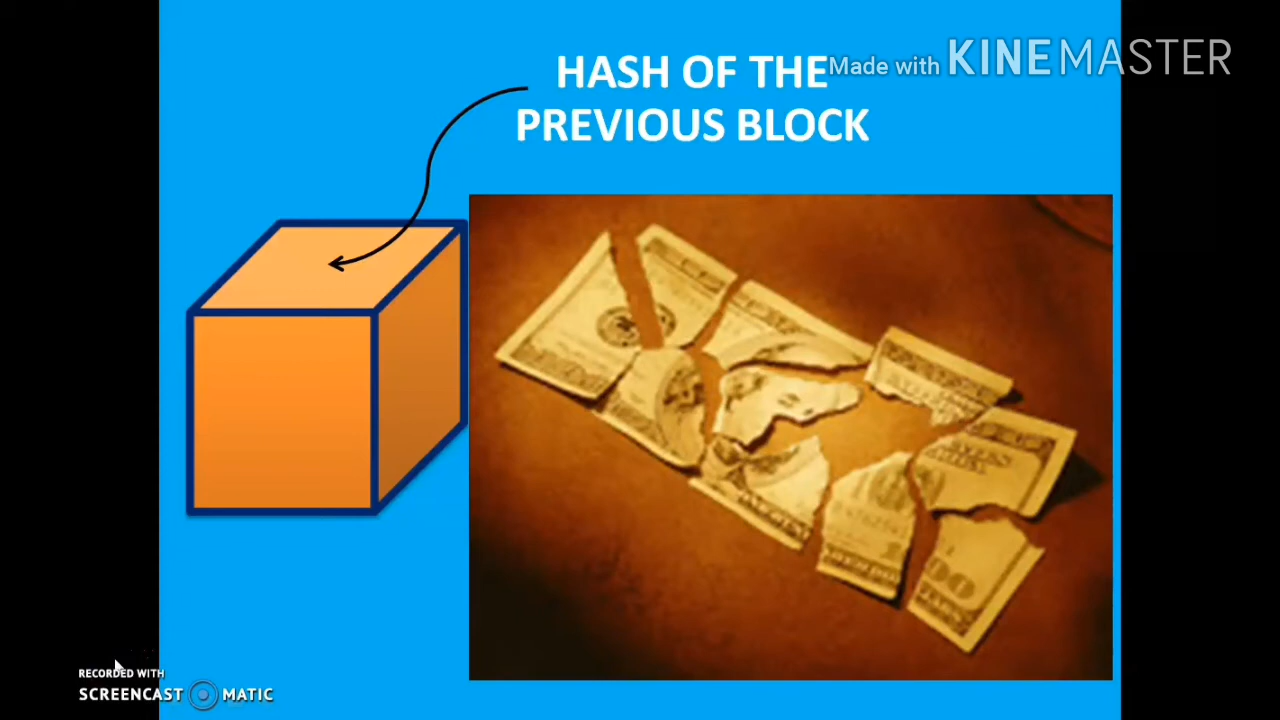 HASH OF THE
PREVIOUS BLOCK
Made with KINEMASTER
RECORDED WITH
SCREENCAST MATIC